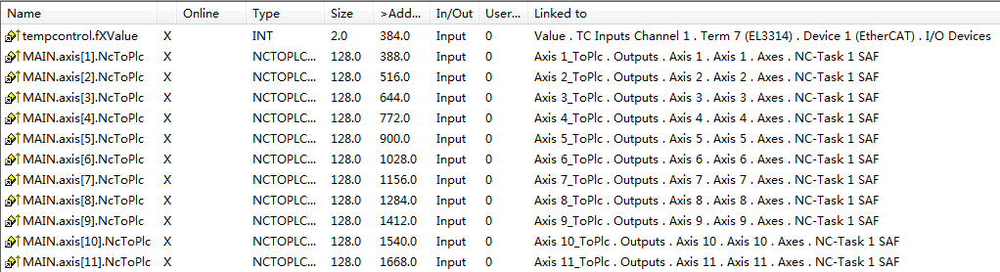 Name Online Type Size >Add... In/Out User... Linked to
tempcontrol.fXValue X INT 2.0 384.0 Input 0 Value . TC Inputs Channel 1 . Term 7 (EL3314) . Device 1 (EtherCAT) . I/O Devices
MAIN.axis[1].NcToPlc X NCTOPLC... 128.0 388.0 Input 0 Axis 1_ToPlc . Outputs . Axis 1 . Axis 1 . Axes . NC-Task 1 SAF
MAIN.axis[2].NcToPlc X NCTOPLC... 128.0 516.0 Input 0 Axis 2_ToPlc . Outputs . Axis 2 . Axis 2 . Axes . NC-Task 1 SAF
MAIN.axis[3].NcToPlc X NCTOPLC... 128.0 644.0 Input 0 Axis 3_ToPlc . Outputs . Axis 3 . Axis 3 . Axes . NC-Task 1 SAF
MAIN.axis[4].NcToPlc X NCTOPLC... 128.0 772.0 Input 0 Axis 4_ToPlc . Outputs . Axis 4 . Axis 4 . Axes . NC-Task 1 SAF
MAIN.axis[5].NcToPlc X NCTOPLC... 128.0 900.0 Input 0 Axis 5_ToPlc . Outputs . Axis 5 . Axis 5 . Axes . NC-Task 1 SAF
MAIN.axis[6].NcToPlc X NCTOPLC... 128.0 1028.0 Input 0 Axis 6_ToPlc . Outputs . Axis 6 . Axis 6 . Axes . NC-Task 1 SAF
MAIN.axis[7].NcToPlc X NCTOPLC... 128.0 1156.0 Input 0 Axis 7_ToPlc . Outputs . Axis 7 . Axis 7 . Axes . NC-Task 1 SAF
MAIN.axis[8].NcToPlc X NCTOPLC... 128.0 1284.0 Input 0 Axis 8_ToPlc . Outputs . Axis 8 . Axis 8 . Axes . NC-Task 1 SAF
MAIN.axis[9].NcToPlc X NCTOPLC... 128.0 1412.0 Input 0 Axis 9_ToPlc . Outputs . Axis 9 . Axis 9 . Axes . NC-Task 1 SAF
MAIN.axis[10].NcToPlc X NCTOPLC... 128.0 1540.0 Input 0 Axis 10_ToPlc . Outputs . Axis 10 . Axis 10 . Axes . NC-Task 1 SAF
MAIN.axis[11].NcToPlc X NCTOPLC... 128.0 1668.0 Input 0 Axis 11_ToPlc . Outputs . Axis 11 . Axis 11 . Axes . NC-Task 1 SAF